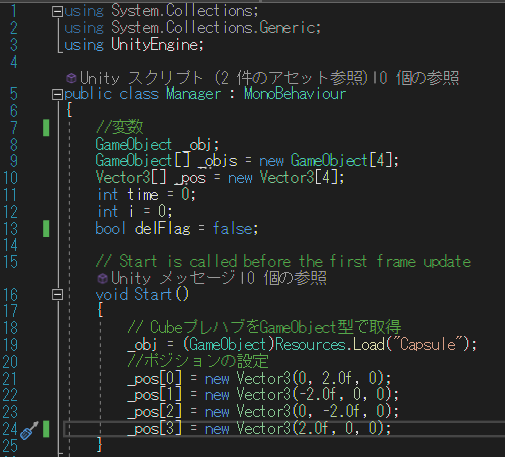 1 using System.Collections;
2 using System.Collections.Generic;
3 using UnityEngine;
4
Unity スクリプト (2 件のアセット参照)|0 個の参照
5 public class Manager : MonoBehaviour
6 {
7 //変数
8 GameObject _obj;
9 GameObject[] _objs = new GameObject[4];
10 Vector3[] _pos = new Vector3[4];
11 int time = 0;
12 int i = 0;
13 bool delFlag = false;
14
15 // Start is called before the first frame update
Unity メッセージ|0 個の参照
16 void Start()
17 {
18 // CubeプレハブをGameObject型で取得
19 _obj = (GameObject)Resources.Load("Capsule");
20 //ポジションの設定
21 _pos[0] = new Vector3(0, 2.0f, 0);
22 _pos[1] = new Vector3(-2.0f, 0, 0);
23 _pos[2] = new Vector3(0, -2.0f, 0);
24 _pos[3] = new Vector3(2.0f, 0, 0);
25 }